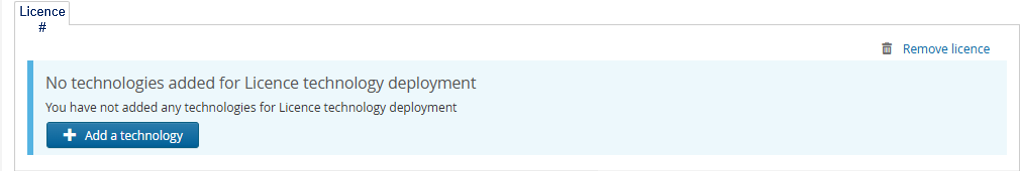 Licence
#
Remove licence
No technologies added for Licence technology deployment
You have not added any technologies for Licence technology deployment
Add a technology